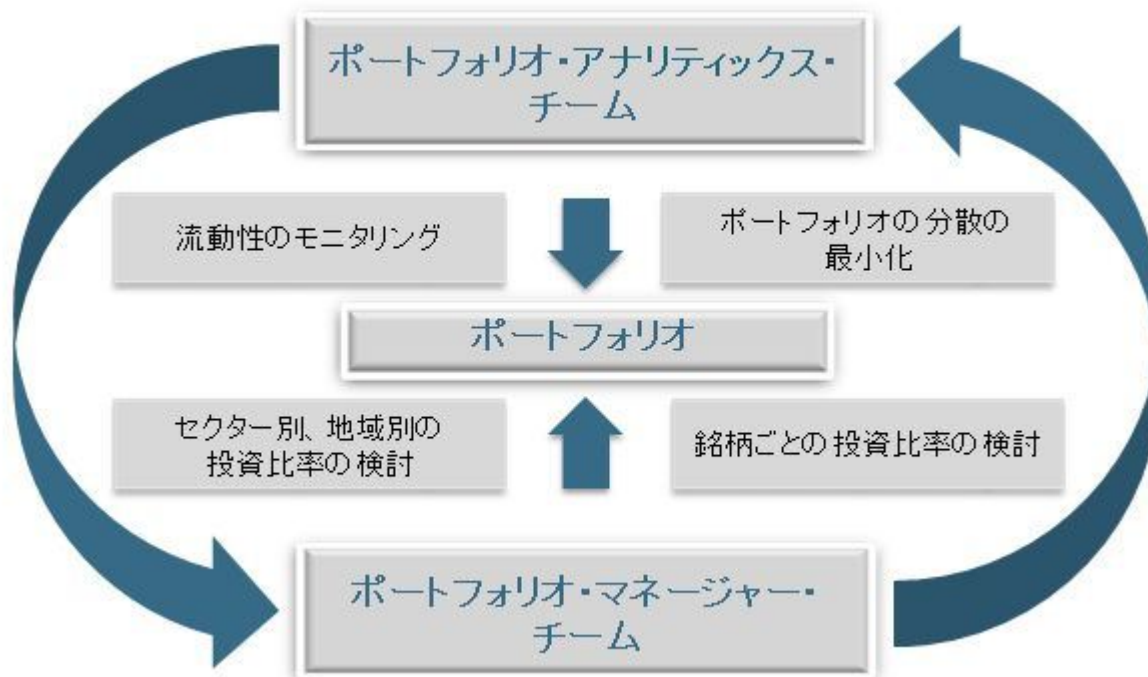 ポートフォリオ・アナリティックス・
チーム
流動性のモニタリング
ポートフォリオの分散の
最小化
ポートフォリオ
セクター別、地域別の
投資比率の検討
銘柄ごとの投資比率の検討
ポートフォリオ・マネージャー・
チーム